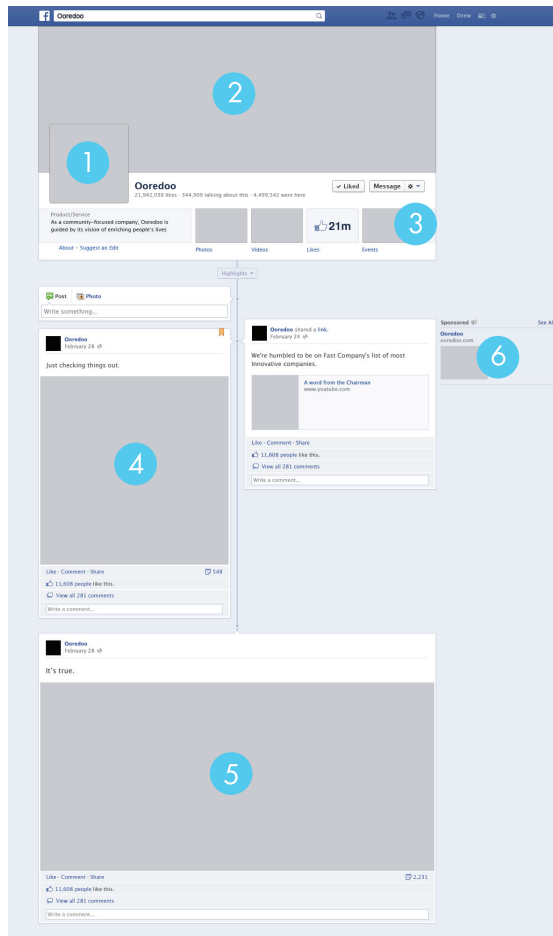 f Ooredoo
Home Drew
2
1
Ooredoo
21,942,038 likes · 344,909 talking about this · 4,499,542 were here
✓ Liked
Message
Product/Service
As a community-focused company, Ooredoo is
guided by its vision of enriching people's lives
About - Suggest an Edit
Photos
Videos
21m
Likes
Events
3
Highlights
Post Photo
Write something...
Ooredoo
February 28
Just checking things out.
4
Like · Comment · Share 548
11,608 people like this.
View all 281 comments
Write a comment...
Ooredoo shared a link.
February 24
We're humbled to be on Fast Company's list of most
Innovative companies.
A word from the Chairman
www.youtube.com
Like · Comment · Share
11,608 people like this.
View all 281 comments
Write a comment...
Sponsored See Al
Ooredoo
ooredoo.com
6
Ooredoo
February 28
It's true.
5
Like · Comment · Share 2,231
11,608 people like this.
View all 281 comments
Write a comment...